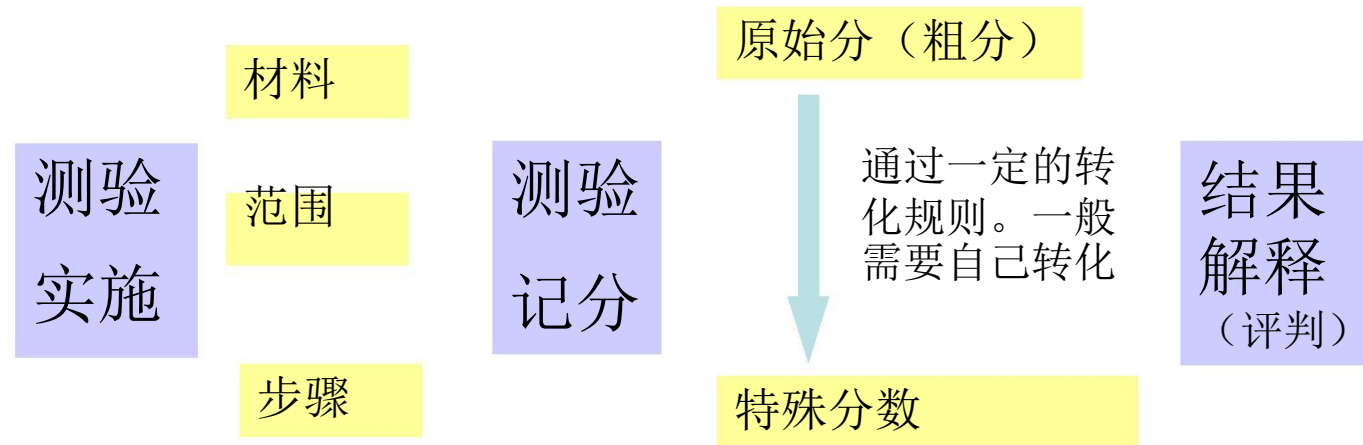 测验
实施
材料
范围
步骤
测验
记分
原始分（粗分）
通过一定的转
化规则。一般
需要自己转化
特殊分数
结果
解释
（评判）